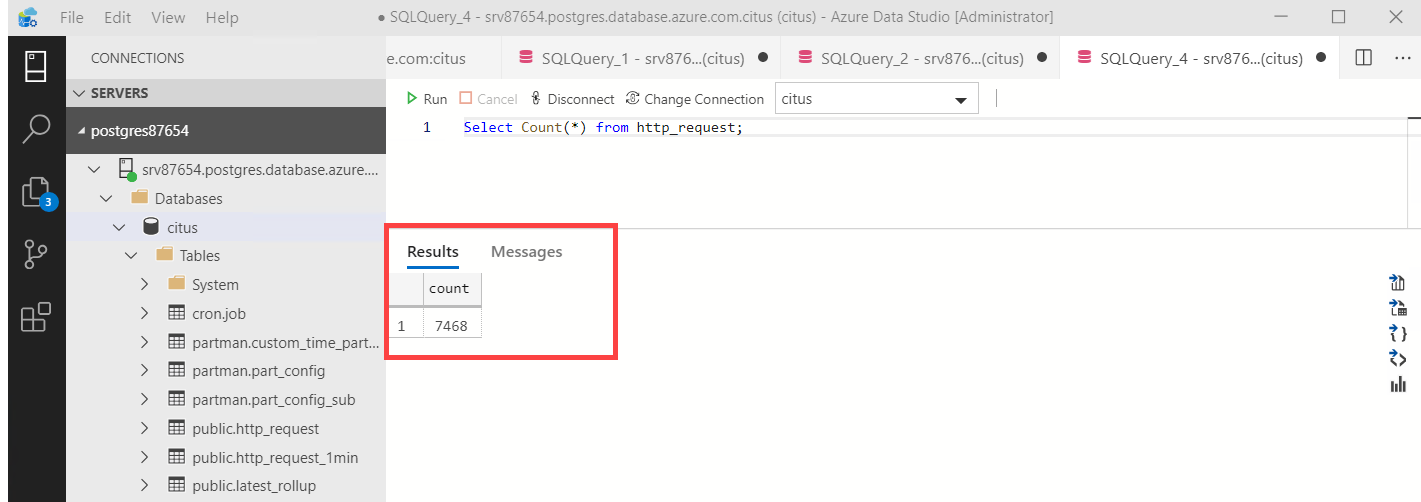 File Edit View Help ● SQLQuery_4 - srv87654.postgres.database.azure.com.citus (citus) - Azure Data Studio [Administrator]
CONNECTIONS
e.com:citus SQLQuery_1 - srv876...(citus) SQLQuery_2 - srv876...(citus) SQLQuery_4 - srv876...(citus) ...
SERVERS
Run Cancel Disconnect Change Connection citus
postgres87654
1 Select Count(*) from http_request;
srv87654.postgres.database.azure....
3
Databases
citus
Tables
System
cron.job
partman.custom_time_part...
partman.part_config
partman.part_config_sub
public.http_request
public.http_request_1min
public.latest_rollup
Results Messages
count
1 7468